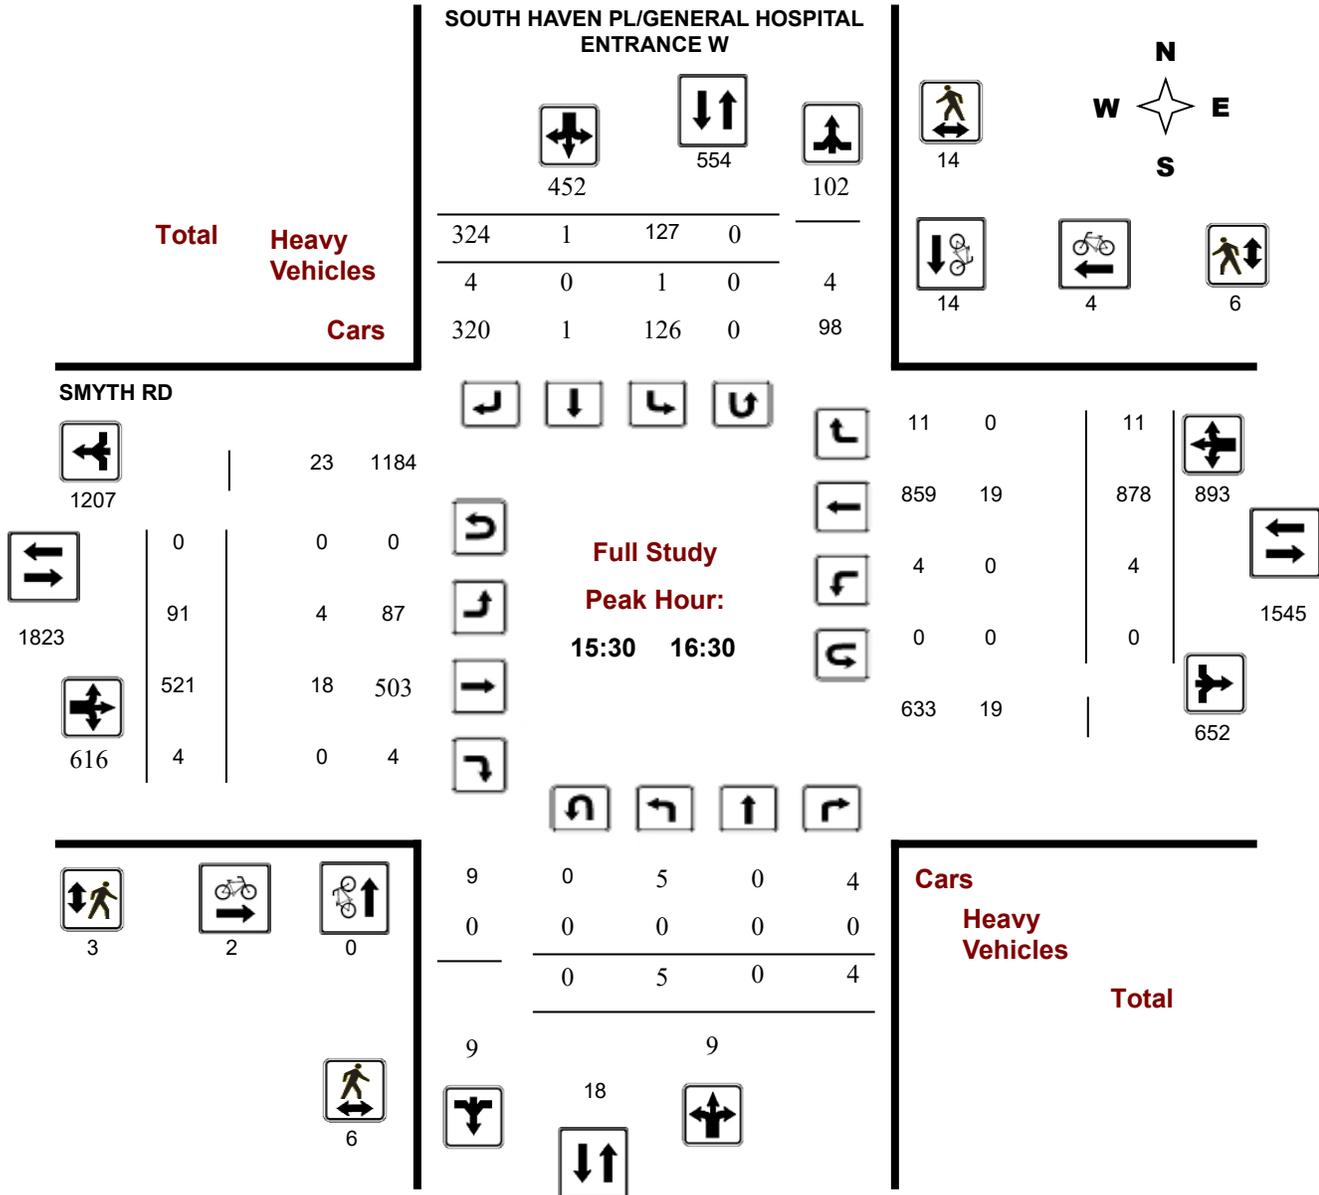 SOUTH HAVEN PL/GENERAL HOSPITAL
ENTRANCE W
N
W E
S
14
554
452 102
Total Heavy
Vehicles
Cars
324 1 127 0
4 0 1 0 4
320 1 126 0 98
14 4 6
SMYTH RD
11 0 11
23 1184
859 19 878 893
1207
0 0 0
Full Study
Peak Hour:
15:30 16:30
4 0 4
91 4 87
1823
1545
0 0 0
521 18 503
633 19
652
616 4 0 4
9 0 5 0 4
0 0 0 0 0
0 5 0 4
Cars
Heavy
Vehicles
Total
3 2 0
9 9
18
6